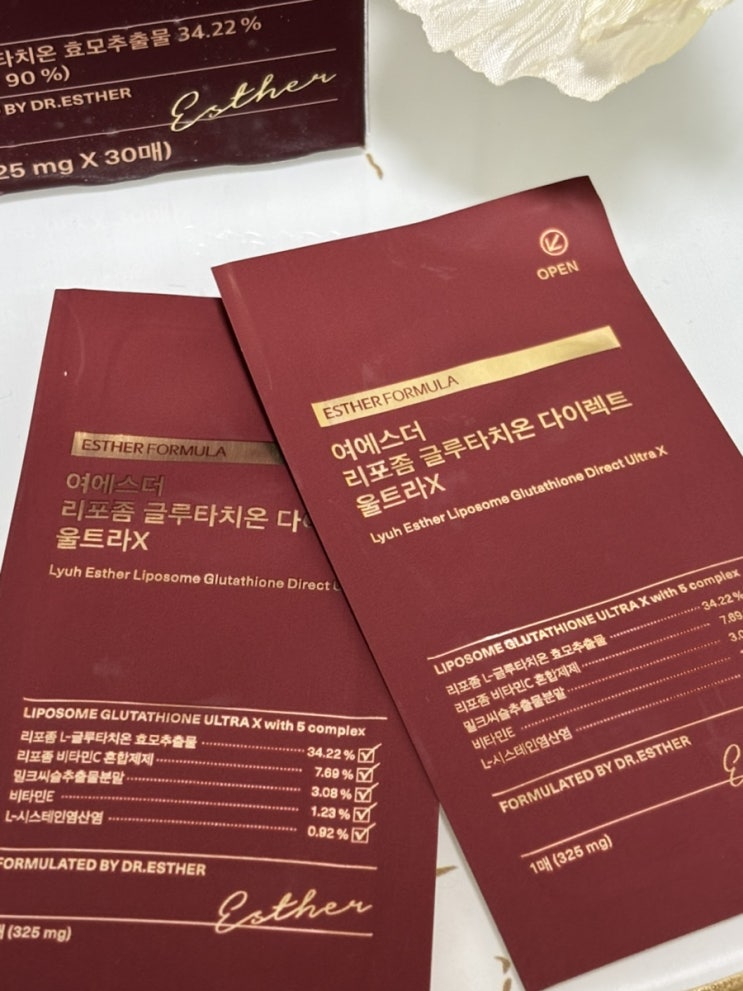 타치온 효모추출물 34.22%
90 %)
BY DR.ESTHER
Esther
25 mg X 30매)
OPEN
ESTHER FORMULA
여에스더
리포좀 글루타치온 다이렉트
울트라X
Lyuh Esther Liposome Glutathione Direct Ultra X
LIPOSOME GLUTATHIONE ULTRA X with 5 complex
리포좀 L-글루타치온 효모추출물 34.22%
리포좀 비타민C 혼합제제 7.69
밀크씨슬추출물분말 3.0
비타민E
L-시스테인염산염
FORMULATED BY DR.ESTHER
1매 (325 mg)
ESTHER FORMULA
여에스더
리포좀 글루타치온 다
울트라X
Lyuh Esther Liposome Glutathione Direct
LIPOSOME GLUTATHIONE ULTRA X with 5 complex
리포좀 L-글루타치온 효모추출물 34.22 %
리포좀 비타민C 혼합제제 7.69 %
밀크씨슬추출물분말 3.08 %
비타민E 1.23 %
L-시스테인염산염 0.92 %
FORMULATED BY DR.ESTHER
Esther
(325 mg)